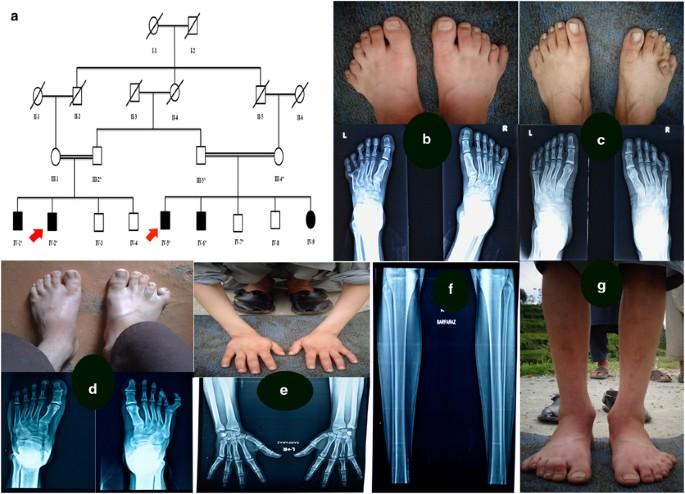 a
I-1
I-2
II-1
II-2
II-3
II-4
II-5
II-6
III-1
III-2*
III-3*
III-4*
IV-1*
IV-2*
IV-3
IV-4
IV-5*
IV-6*
IV-7*
IV-8
IV-9
b
L
R
c
L
R
d
e
f
g